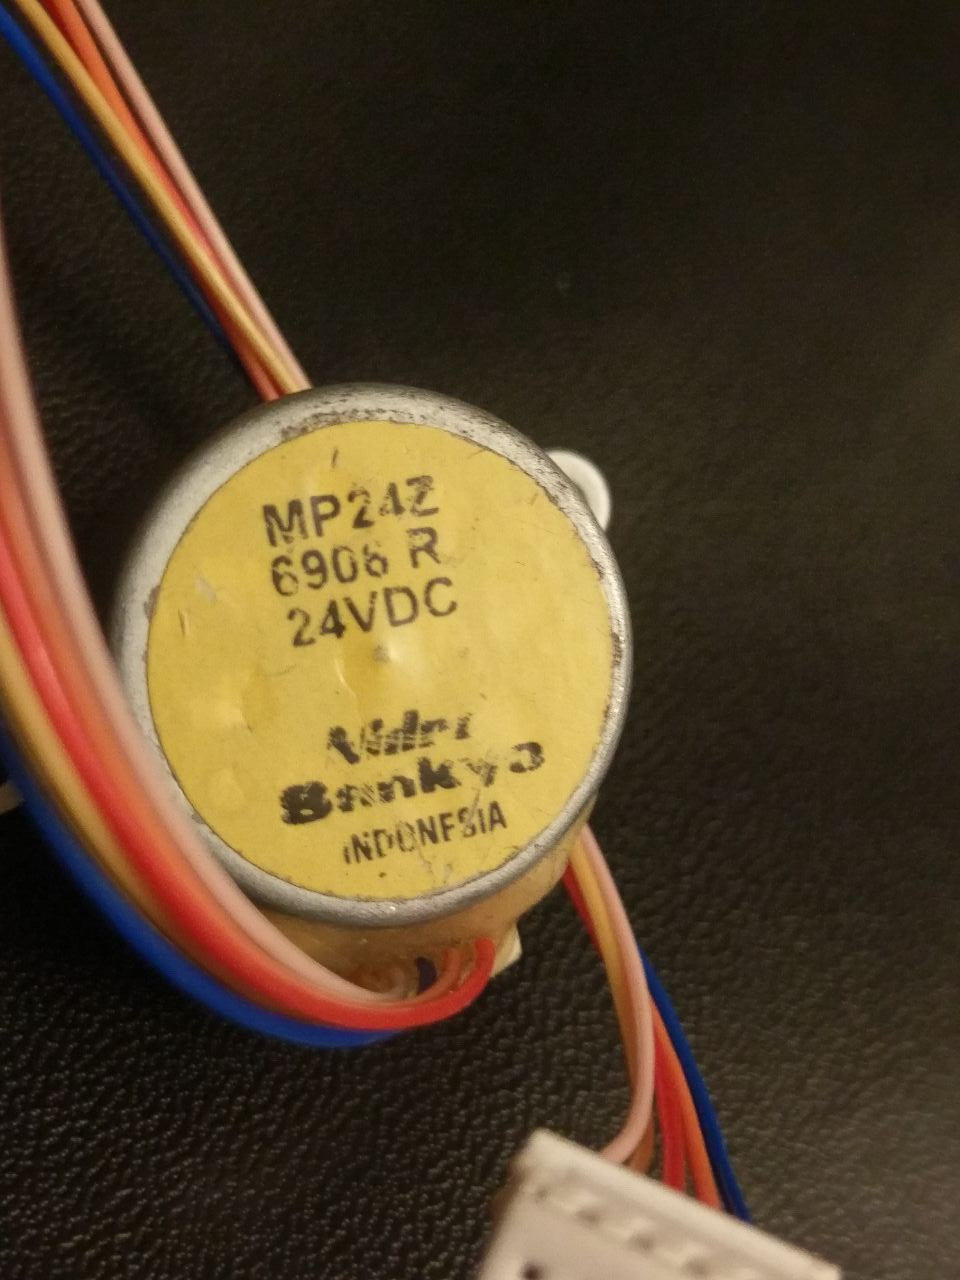 MP24Z
6906 R
24VDC
Nidec
Sankyo
INDONESIA